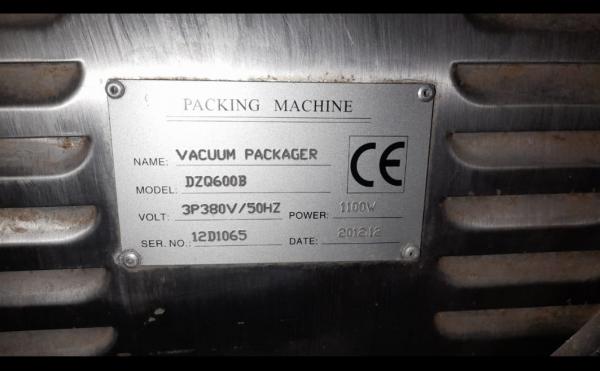 PACKING MACHINE
NAME: VACUUM PACKAGER
CE
MODEL: DZQ600B
VOLT: 3P380V/50HZ POWER: 1100W
SER. NO.: 12D1065 DATE: 2012.12